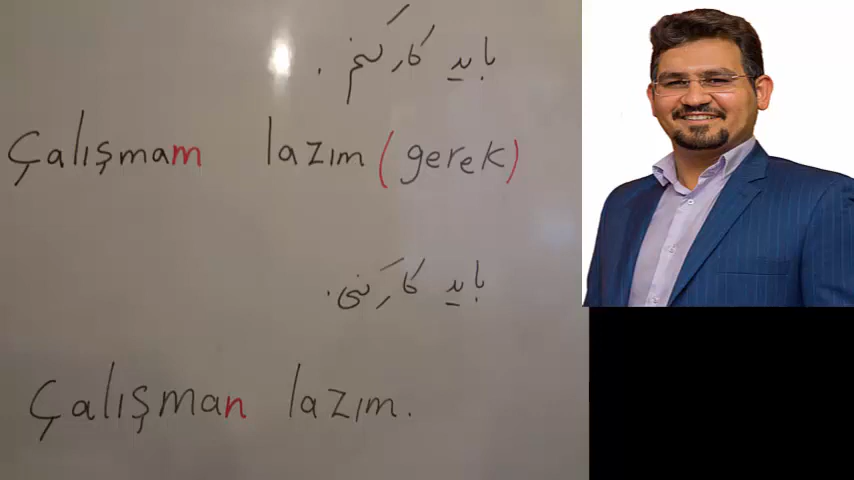 باید کار کنم.
Çalışmam lazım (gerek)
باید کار کنی.
Çalışman lazım.